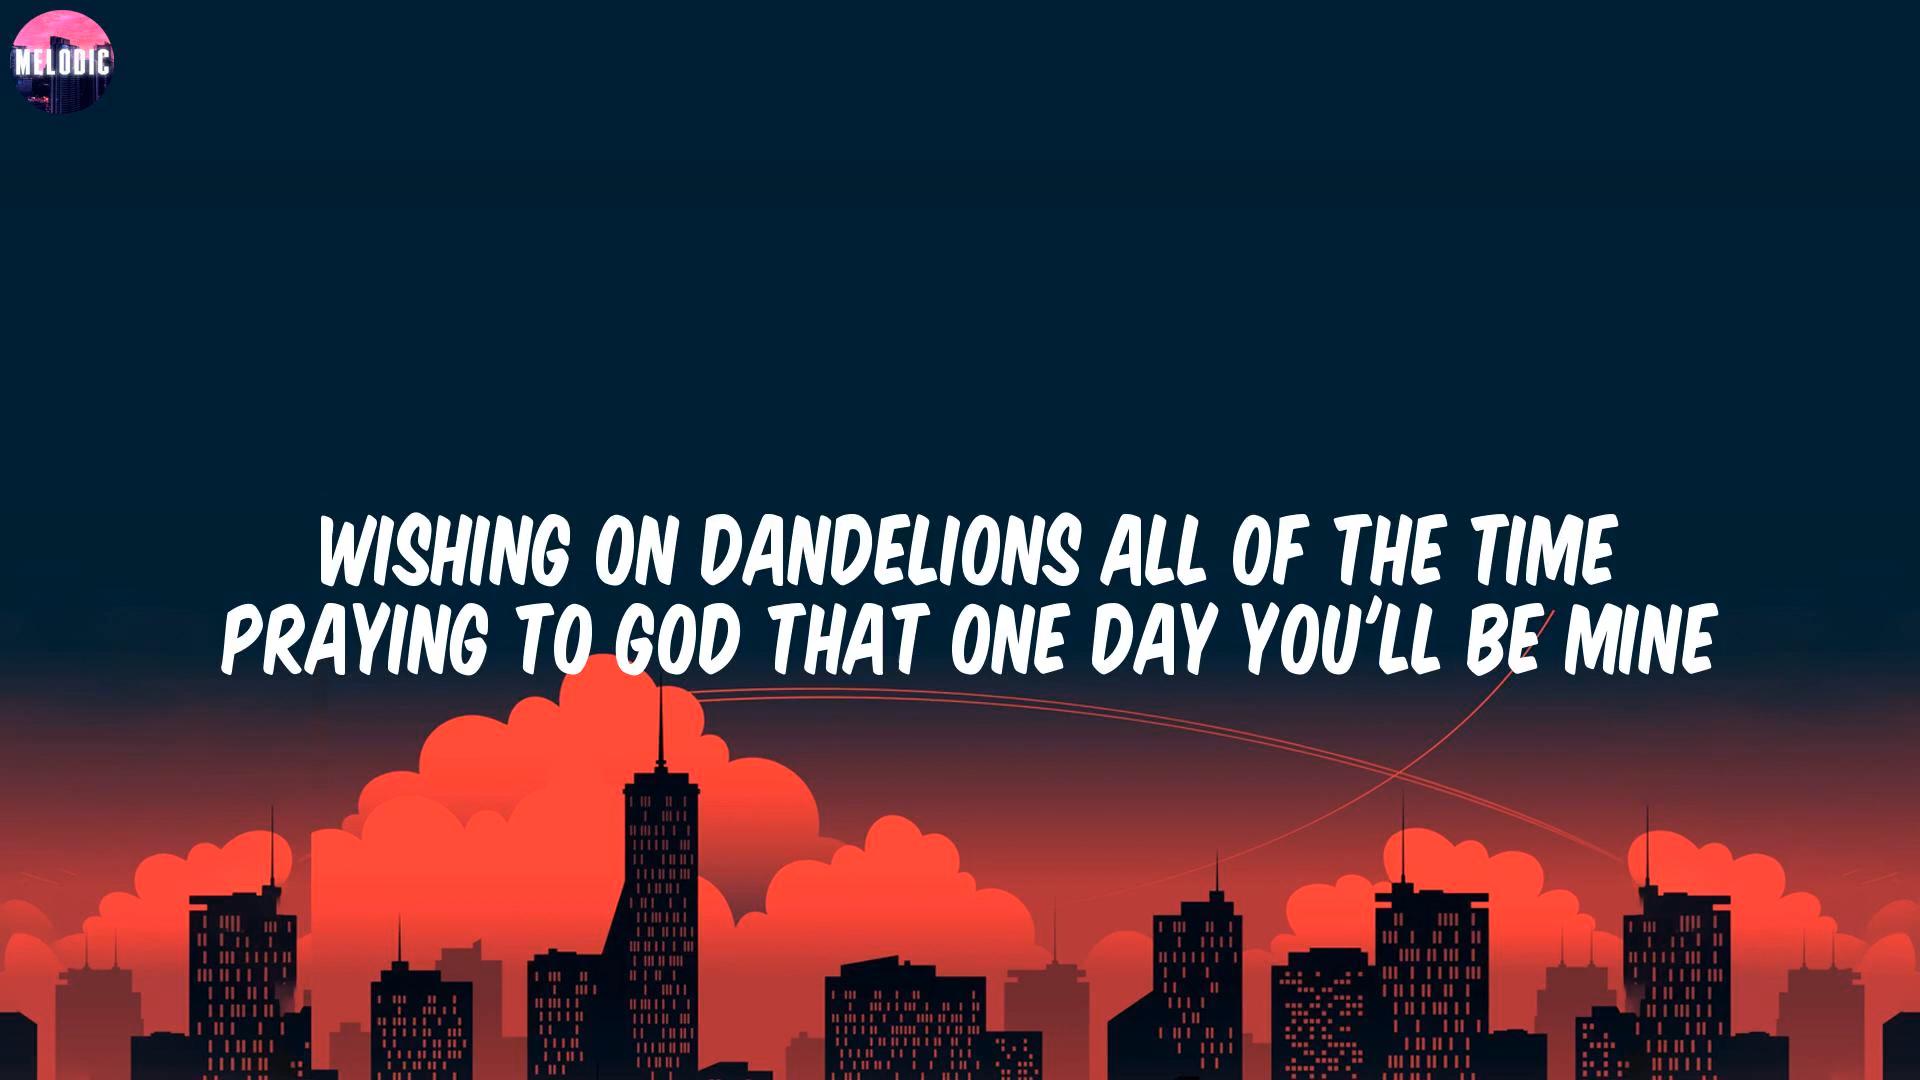 MELODIC
WISHING ON DANDELIONS ALL OF THE TIME
PRAYING TO GOD THAT ONE DAY YOU'LL BE MINE